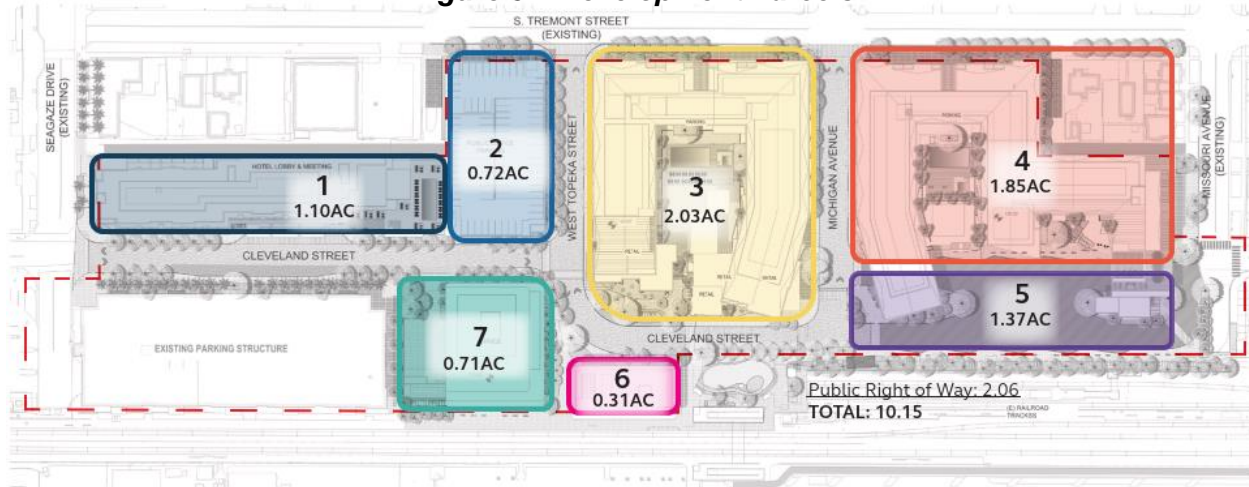 S. TREMONT STREET
(EXISTING)
SEAGAZE DRIVE
(EXISTING)
HOTEL LOBBY & MEETING
1
1.10AC
2
0.72AC
WEST TOPEKA STREET
PARKING
3
2.03AC
RETAIL
RETAIL
RETAIL
RETAIL
MICHIGAN AVENUE
PARKING
4
1.85AC
MISSOURI AVENUE
(EXISTING)
CLEVELAND STREET
5
1.37AC
EXISTING PARKING STRUCTURE
7
0.71AC
CLEVELAND STREET
6
0.31AC
Public Right of Way: 2.06
TOTAL: 10.15
(E) RAILROAD